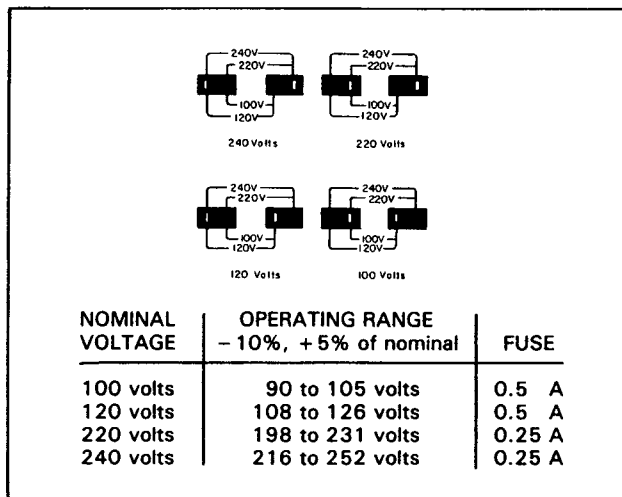 240V 240V
220V 220V
100V 100V
120V 120V
240 Volts 220 Volts
240V 240V
220V 220V
100V 100V
120V 120V
120 Volts 100 Volts
NOMINAL VOLTAGE | OPERATING RANGE − 10%, + 5% of nominal | FUSE
100 volts 90 to 105 volts 0.5 A
120 volts 108 to 126 volts 0.5 A
220 volts 198 to 231 volts 0.25 A
240 volts 216 to 252 volts 0.25 A